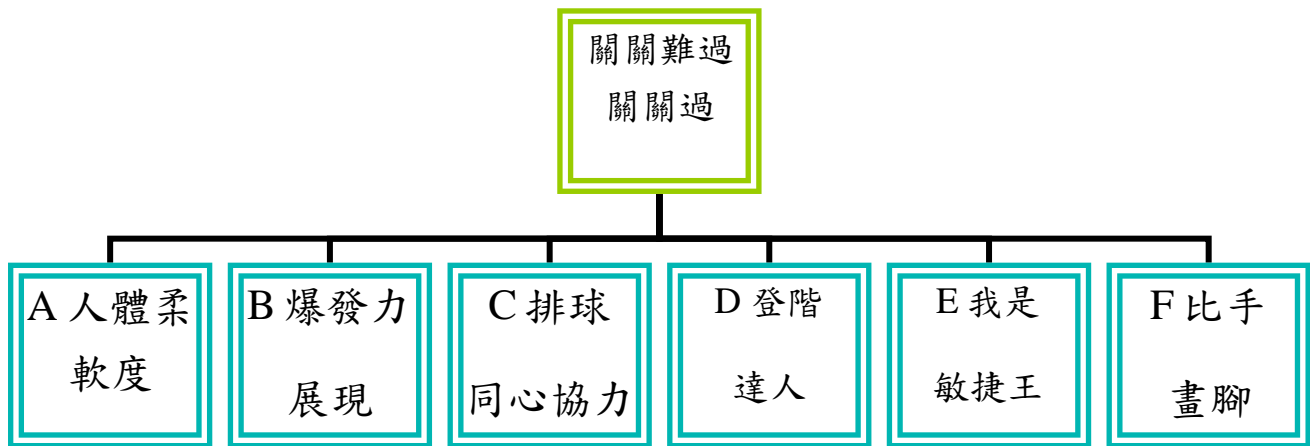 關關難過
關關過
A 人體柔
軟度
B 爆發力
展現
C 排球
同心協力
D 登階
達人
E 我是
敏捷王
F 比手
畫腳